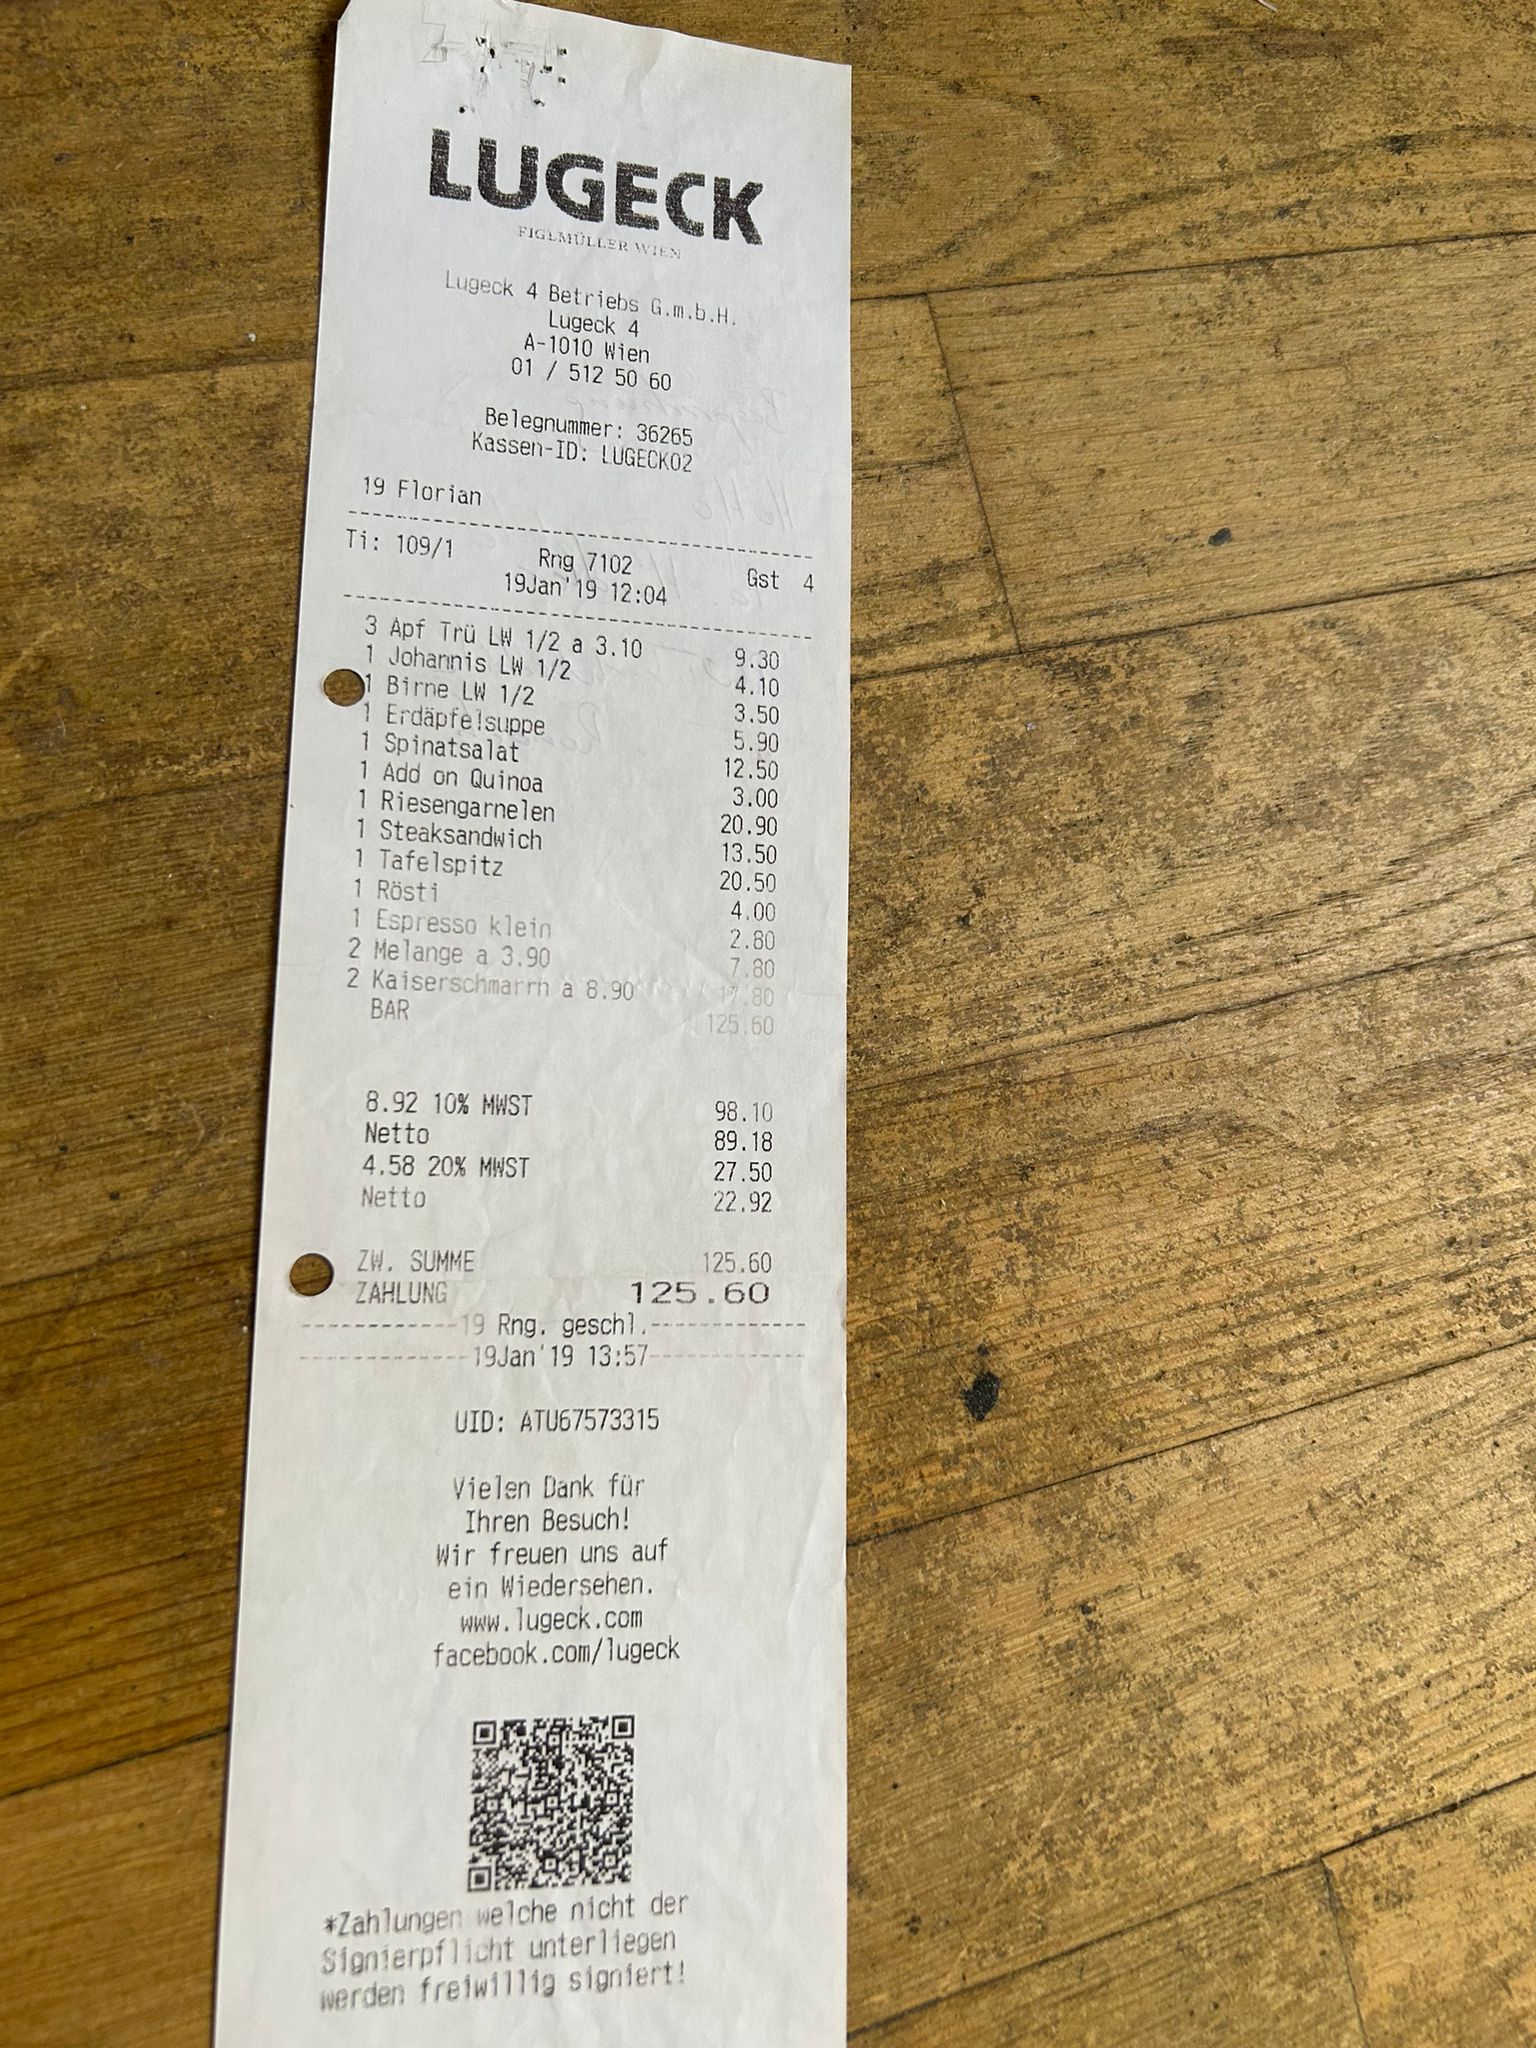 LUGECK
FIGLMÜLLER WIEN
Lugeck 4 Betriebs G.m.b.H.
Lugeck 4
A-1010 Wien
01 / 512 50 60
Belegnummer: 36265
Kassen-ID: LUGECK02
19 Florian
Ti: 109/1 Rng 7102 Gst 4
19Jan'19 12:04
3 Apf Trü LW 1/2 a 3.10 9.30
1 Johannis LW 1/2 4.10
1 Birne LW 1/2 3.50
1 Erdäpfelsuppe 5.90
1 Spinatsalat 12.50
1 Add on Quinoa 3.00
1 Riesengarnelen 20.90
1 Steaksandwich 13.50
1 Tafelspitz 20.50
1 Rösti 4.00
1 Espresso klein 2.80
2 Melange a 3.90 7.80
2 Kaiserschmarrn a 8.90 17.80
BAR 125.60
8.92 10% MWST 98.10
Netto 89.18
4.58 20% MWST 27.50
Netto 22.92
ZW. SUMME 125.60
ZAHLUNG 125.60
19 Rng. geschl.
19Jan'19 13:57
UID: ATU67573315
Vielen Dank für
Ihren Besuch!
Wir freuen uns auf
ein Wiedersehen.
www.lugeck.com
facebook.com/lugeck
*Zahlungen welche nicht der
Signierpflicht unterliegen
werden freiwillig signiert!